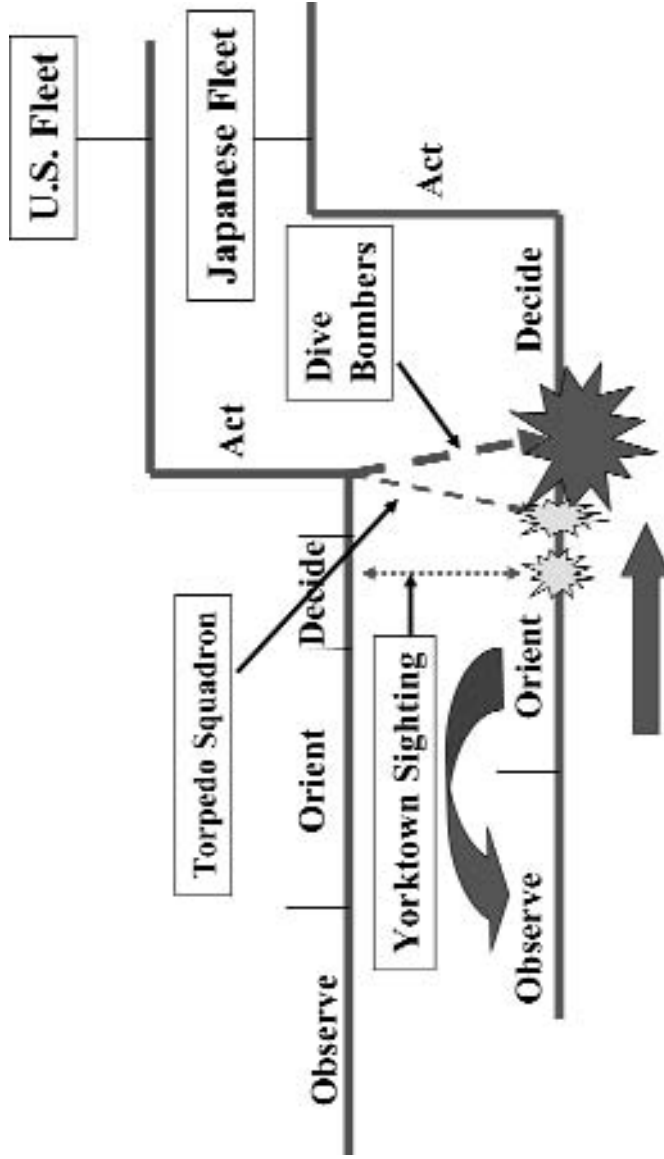 U.S. Fleet
Japanese Fleet
Act
Dive
Bombers
Torpedo Squadron
Observe
Orient
Decide
Yorktown Sighting
Observe
Orient
Decide
Act